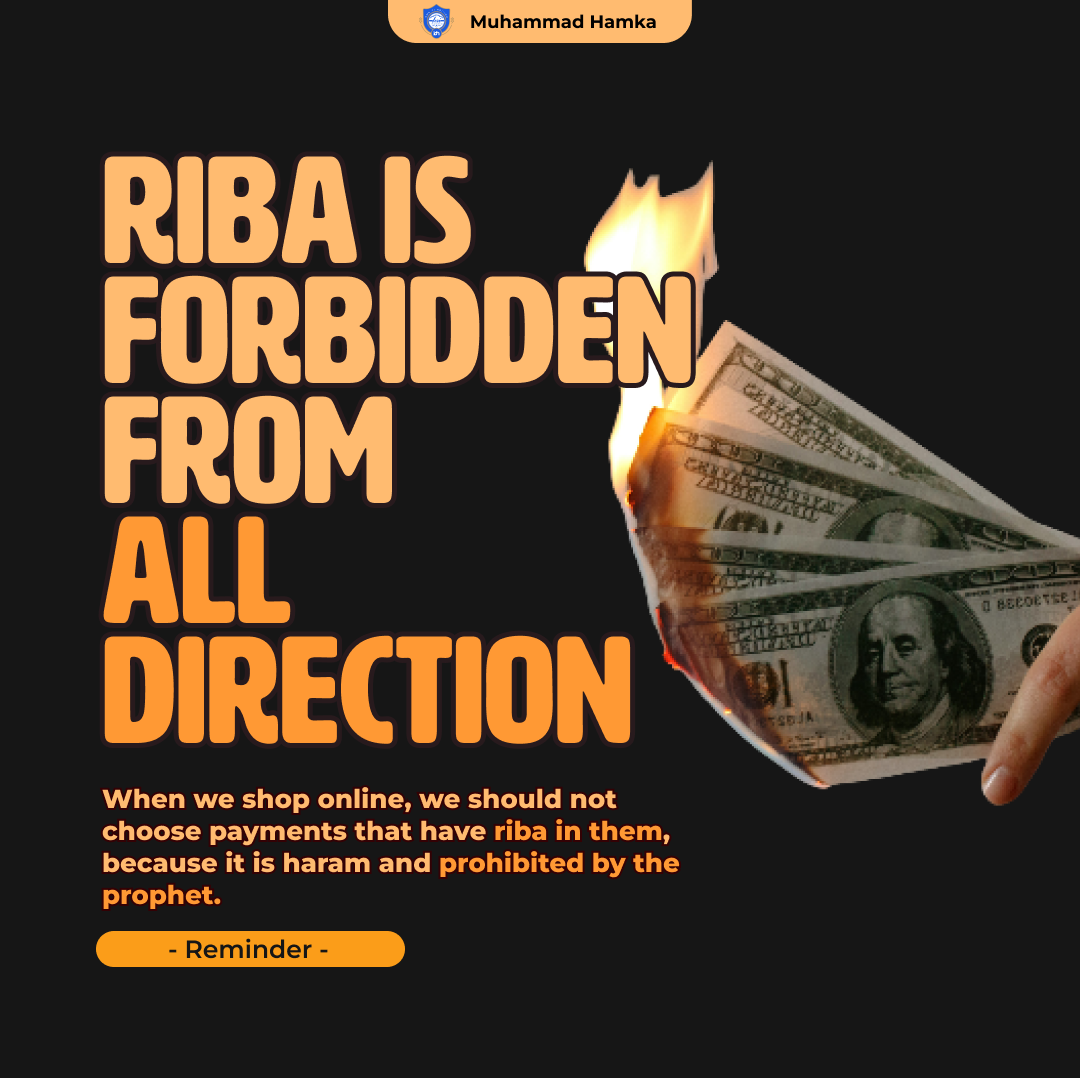 Muhammad Hamka
RIBA IS
FORBIDDEN
FROM
ALL
DIRECTION
When we shop online, we should not
choose payments that have riba in them,
because it is haram and prohibited by the
prophet.
- Reminder -